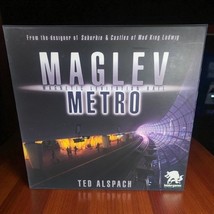 From the designer of Suburbia & Castles of Mad King Ludwig
MAGLEV
METRO
TED ALSPACH